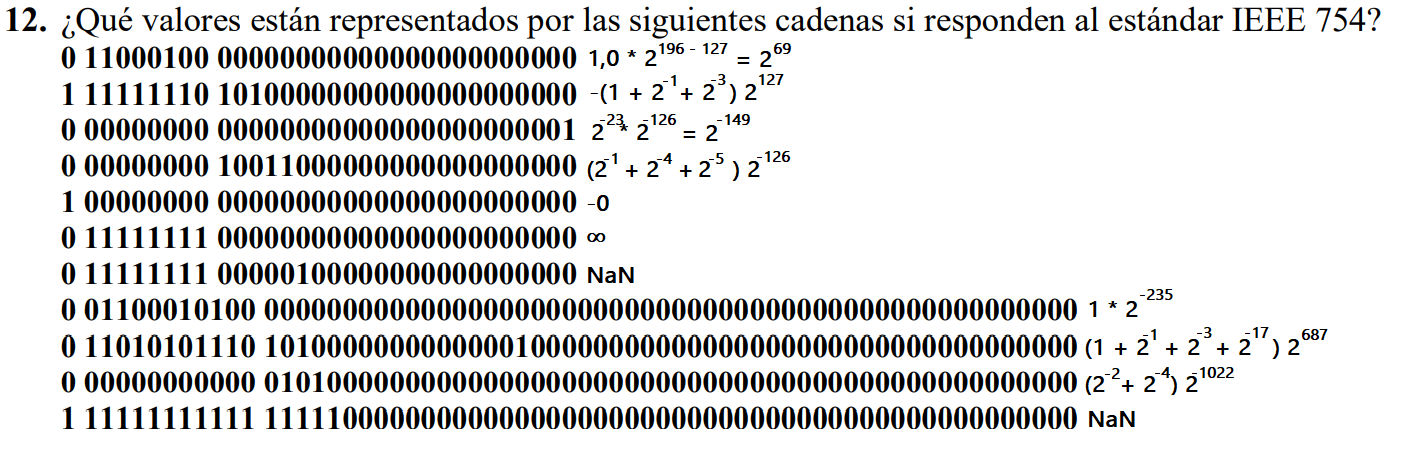 12. ¿Qué valores están representados por las siguientes cadenas si responden al estándar IEEE 754?
0 11000100 00000000000000000000000 1,0 * 2^196 - 127 = 2^69
1 11111110 10100000000000000000000 -(1 + 2^-1 + 2^-3) 2^127
0 00000000 00000000000000000000001 2^-23 * 2^-126 = 2^-149
0 00000000 10011000000000000000000 (2^-1 + 2^-4 + 2^-5 ) 2^-126
1 00000000 00000000000000000000000 -0
0 11111111 00000000000000000000000 ∞
0 11111111 00000100000000000000000 NaN
0 01100010100 0000000000000000000000000000000000000000000000000000 1 * 2^-235
0 11010101110 1010000000000000100000000000000000000000000000000000 (1 + 2^-1 + 2^-3 + 2^-17 ) 2^687
0 00000000000 0101000000000000000000000000000000000000000000000000 (2^-2 + 2^-4) 2^-1022
1 11111111111 1111100000000000000000000000000000000000000000000000 NaN